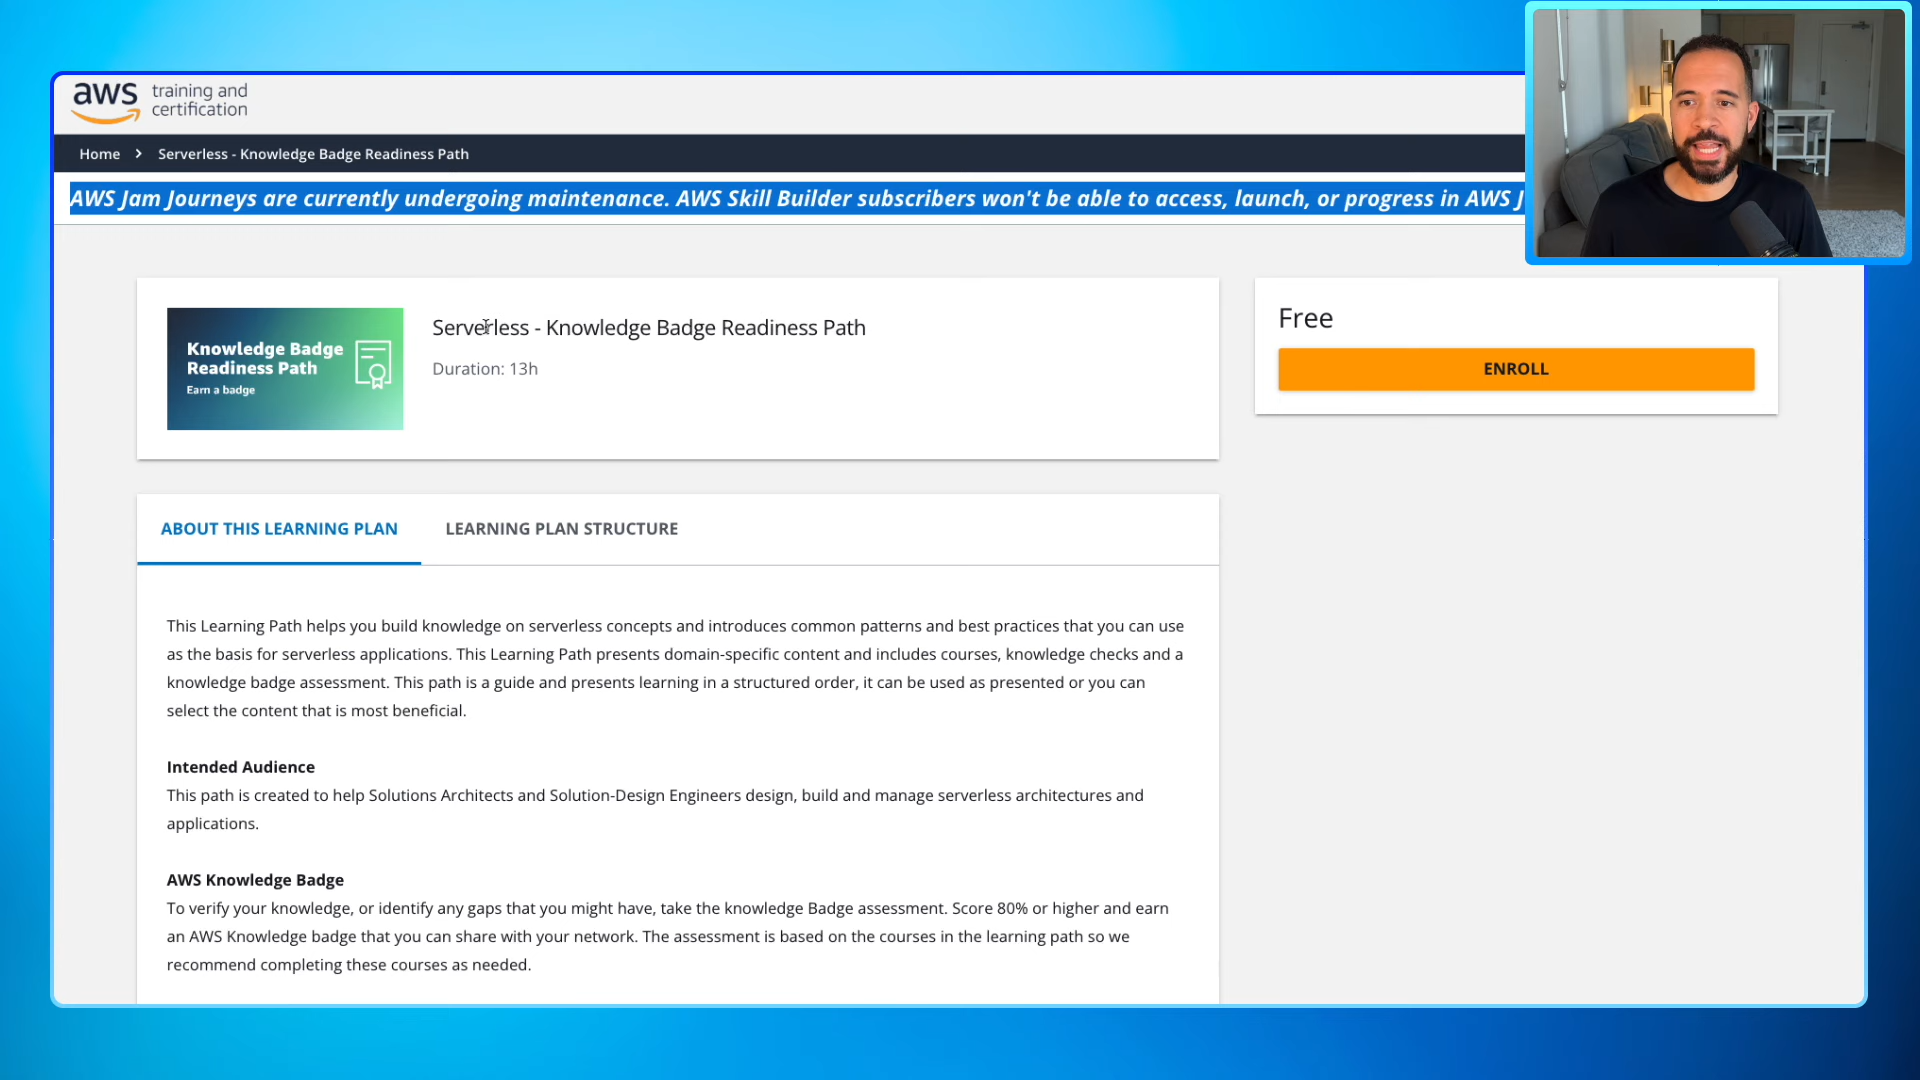 aws training and certification
Home > Serverless - Knowledge Badge Readiness Path
AWS Jam Journeys are currently undergoing maintenance. AWS Skill Builder subscribers won't be able to access, launch, or progress in AWS J
Knowledge Badge
Readiness Path
Earn a badge
Serverless - Knowledge Badge Readiness Path
Duration: 13h
Free
ENROLL
ABOUT THIS LEARNING PLAN
LEARNING PLAN STRUCTURE
This Learning Path helps you build knowledge on serverless concepts and introduces common patterns and best practices that you can use
as the basis for serverless applications. This Learning Path presents domain-specific content and includes courses, knowledge checks and a
knowledge badge assessment. This path is a guide and presents learning in a structured order, it can be used as presented or you can
select the content that is most beneficial.
Intended Audience
This path is created to help Solutions Architects and Solution-Design Engineers design, build and manage serverless architectures and
applications.
AWS Knowledge Badge
To verify your knowledge, or identify any gaps that you might have, take the knowledge Badge assessment. Score 80% or higher and earn
an AWS Knowledge badge that you can share with your network. The assessment is based on the courses in the learning path so we
recommend completing these courses as needed.